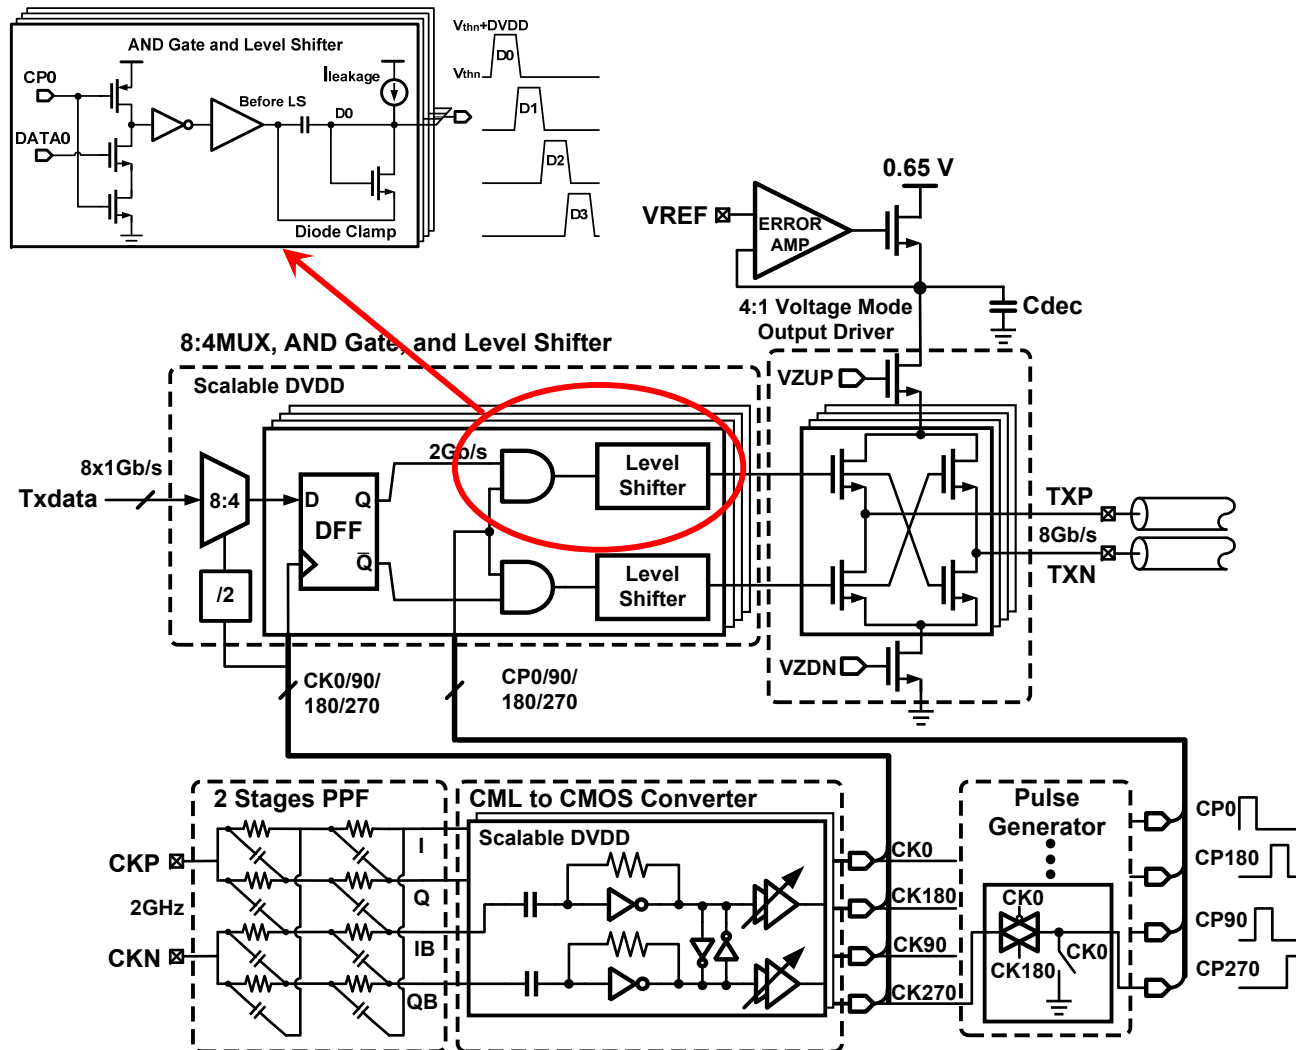 AND Gate and Level Shifter
CP0
DATA0
Before LS
D0
Ileakage
Diode Clamp
Vthn+DVDD
Vthn
D0
D1
D2
D3
0.65 V
VREF
ERROR
AMP
Cdec
4:1 Voltage Mode
Output Driver
8:4MUX, AND Gate, and Level Shifter
Scalable DVDD
8x1Gb/s
Txdata
8:4
/2
D
Q
DFF
Q
2Gb/s
Level
Shifter
Level
Shifter
VZUP
VZDN
TXP
8Gb/s
TXN
CK0/90/
180/270
CP0/90/
180/270
2 Stages PPF
CKP
2GHz
CKN
I
Q
IB
QB
CML to CMOS Converter
Scalable DVDD
CK0
CK180
CK90
CK270
Pulse
Generator
CK0
CK180
CK0
CP0
CP180
CP90
CP270